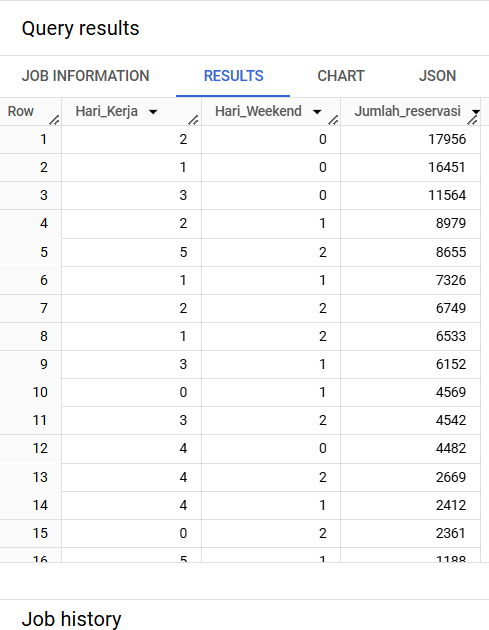 Query results
JOB INFORMATION RESULTS CHART JSON
Row Hari_Kerja Hari_Weekend Jumlah_reservasi
1 2 0 17956
2 1 0 16451
3 3 0 11564
4 2 1 8979
5 5 2 8655
6 1 1 7326
7 2 2 6749
8 1 2 6533
9 3 1 6152
10 0 1 4569
11 3 2 4542
12 4 0 4482
13 4 2 2669
14 4 1 2412
15 0 2 2361
16 5 1 1188
Job history